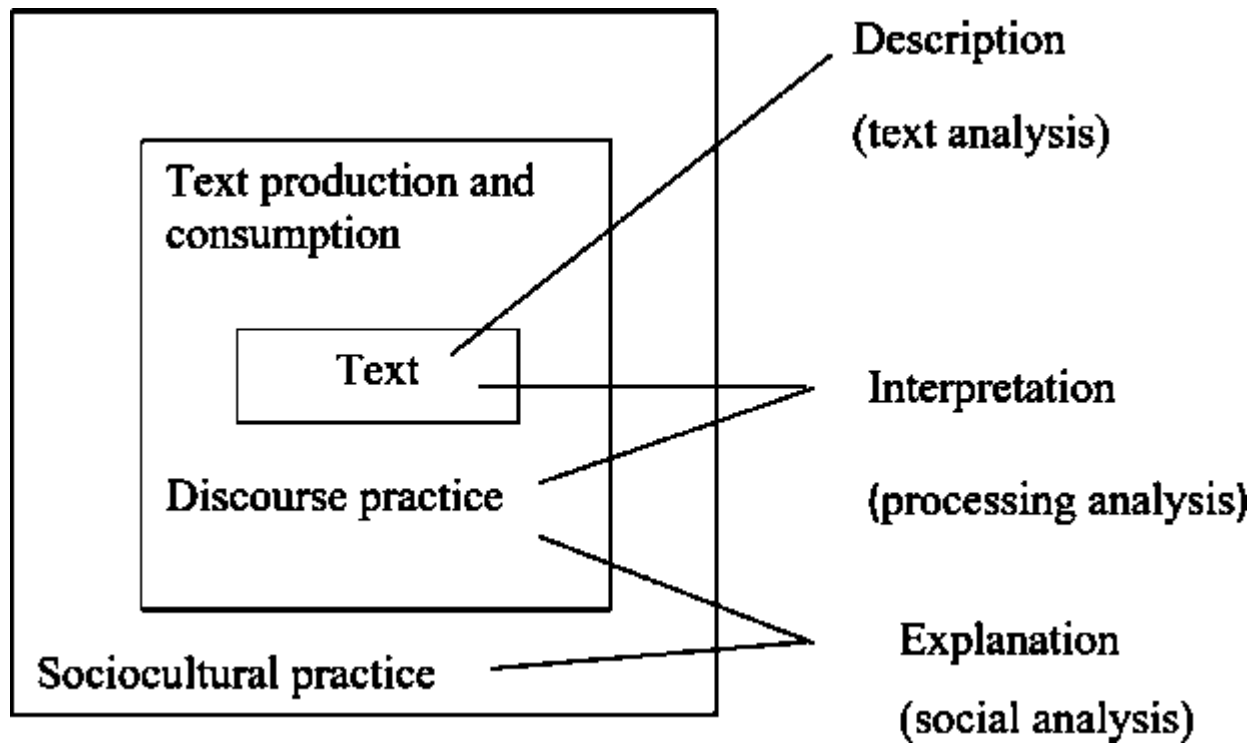 Description
(text analysis)
Text production and
consumption
Text
Interpretation
(processing analysis)
Discourse practice
Explanation
(social analysis)
Sociocultural practice